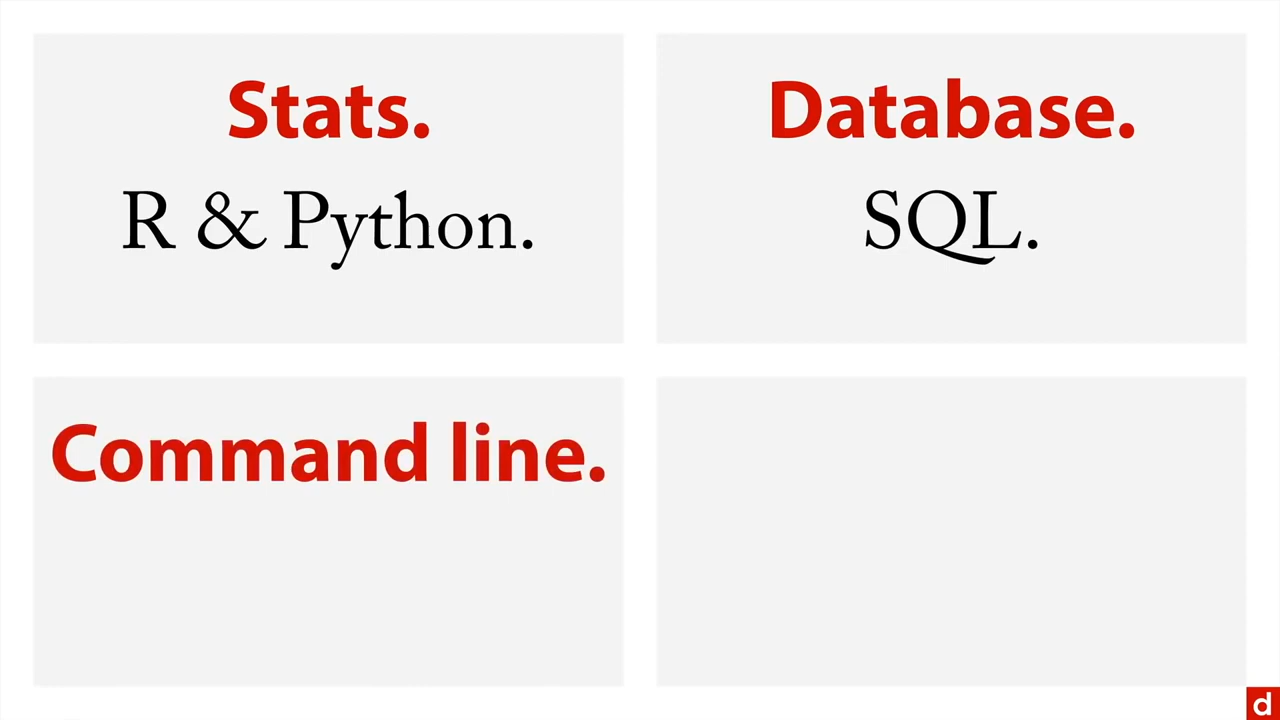 Stats.
R & Python.
Database.
SQL.
Command line.
d